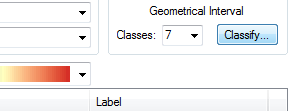 Geometrical Interval
Classes: 7 Classify...
Label